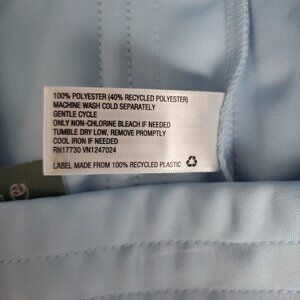 100% POLYESTER (40% RECYCLED POLYESTER)
MACHINE WASH COLD SEPARATELY
GENTLE CYCLE
ONLY NON-CHLORINE BLEACH IF NEEDED
TUMBLE DRY LOW, REMOVE PROMPTLY
COOL IRON IF NEEDED
RN17730 VN1247024
LABEL MADE FROM 100% RECYCLED PLASTIC